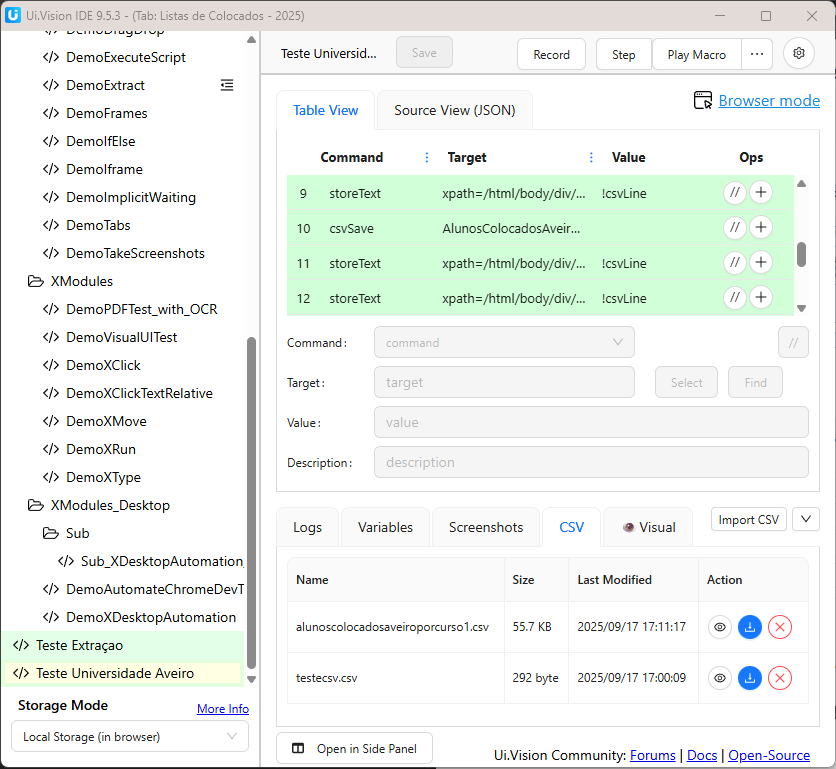 Ui.Vision IDE 9.5.3 - (Tab: Listas de Colocados - 2025)
DemoDragDrop
DemoExecuteScript
DemoExtract
DemoFrames
DemoIfElse
DemoIframe
DemoImplicitWaiting
DemoTabs
DemoTakeScreenshots
XModules
DemoPDFTest_with_OCR
DemoVisualUITest
DemoXClick
DemoXClickTextRelative
DemoXMove
DemoXRun
DemoXType
XModules_Desktop
Sub
Sub_XDesktopAutomation_
DemoAutomateChromeDevT
DemoXDesktopAutomation
Teste Extraçao
Teste Universidade Aveiro
Storage Mode More Info
Local Storage (in browser)
Teste Universid... Save Record Step Play Macro ...
Table View Source View (JSON) Browser mode
Command Target Value Ops
9 storeText xpath=/html/body/div/... !csvLine // +
10 csvSave AlunosColocadosAveir... // +
11 storeText xpath=/html/body/div/... !csvLine // +
12 storeText xpath=/html/body/div/... !csvLine // +
Command: command //
Target: target Select Find
Value: value
Description: description
Logs Variables Screenshots CSV Visual Import CSV
Name Size Last Modified Action
alunoscolocadosaveiroporcurso1.csv 55.7 KB 2025/09/17 17:11:17
testecsv.csv 292 byte 2025/09/17 17:00:09
Open in Side Panel
Ui.Vision Community: Forums | Docs | Open-Source